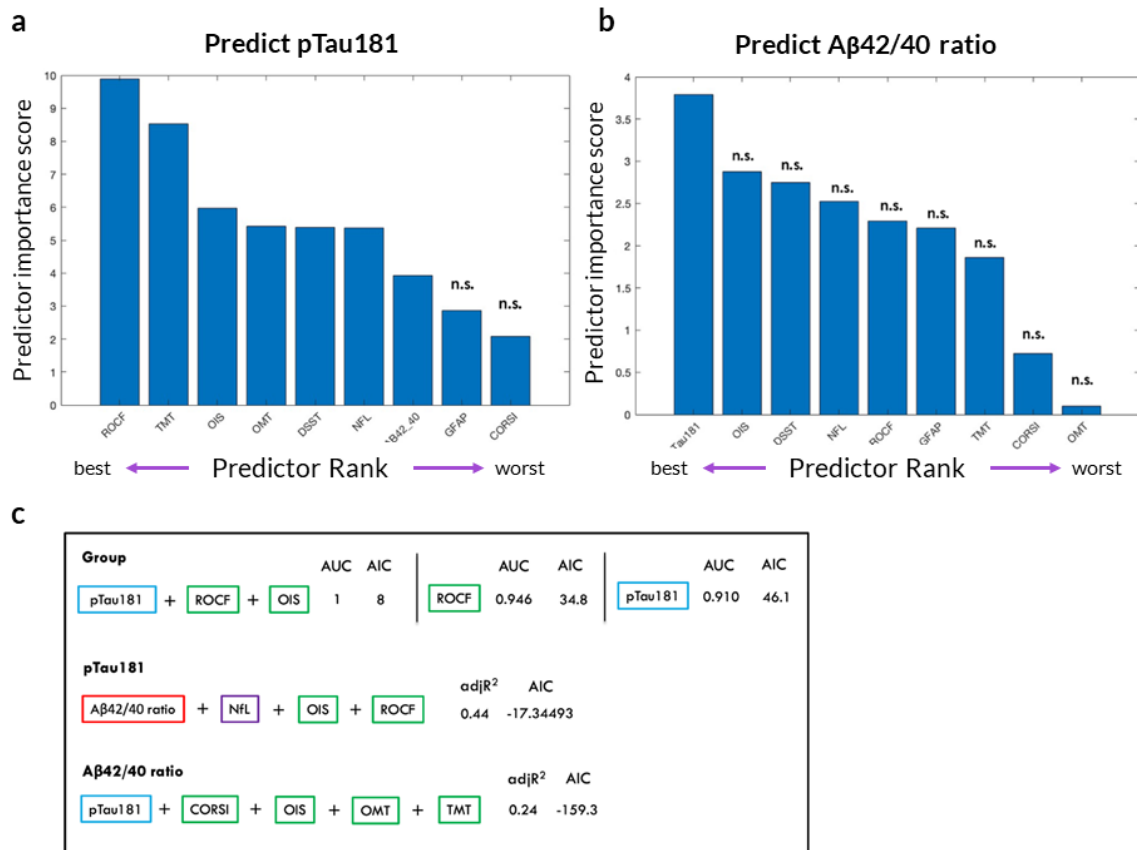 a
Predict pTau181
Predictor importance score
10
9
8
7
6
5
4
3
2
1
0
n.s.
n.s.
ROCF
TMT
OIS
OMT
DSST
NFL
AB42_40
GFAP
CORSI
best
Predictor Rank
worst
b
Predict Aβ42/40 ratio
Predictor importance score
4
3.5
3
2.5
2
1.5
1
0.5
0
n.s.
n.s.
n.s.
n.s.
n.s.
n.s.
n.s.
n.s.
Tau181
OIS
DSST
NFL
ROCF
GFAP
TMT
CORSI
OMT
best
Predictor Rank
worst
c
Group
AUC AIC
pTau181 + ROCF + OIS 1 8
AUC AIC
ROCF 0.946 34.8
AUC AIC
pTau181 0.910 46.1
pTau181
adjR² AIC
Aβ42/40 ratio + NfL + OIS + ROCF 0.44 -17.34493
Aβ42/40 ratio
adjR² AIC
pTau181 + CORSI + OIS + OMT + TMT 0.24 -159.3